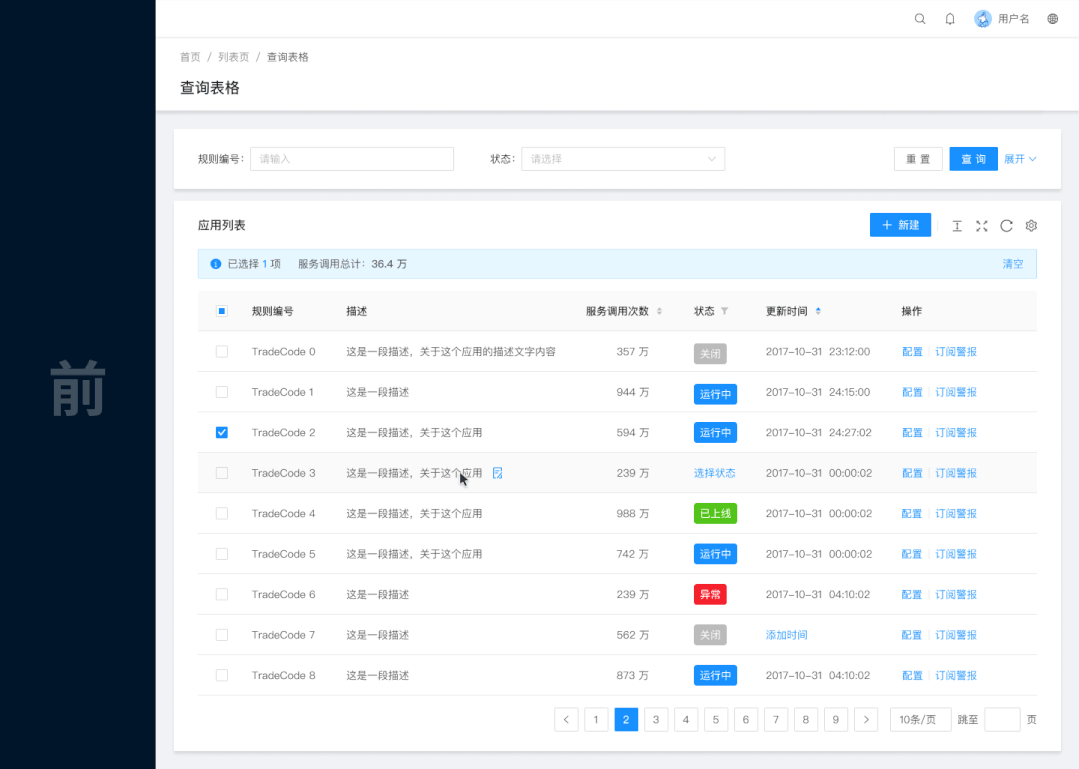 用户名
首页 / 列表页 / 查询表格
查询表格
规则编号： 请输入 状态： 请选择 重 置 查 询 展开
应用列表 + 新建
已选择 1 项 服务调用总计： 36.4 万 清空
规则编号 描述 服务调用次数 状态 更新时间 操作
TradeCode 0 这是一段描述，关于这个应用的描述文字内容 357 万 关闭 2017-10-31 23:12:00 配置 订阅警报
TradeCode 1 这是一段描述 944 万 运行中 2017-10-31 24:15:00 配置 订阅警报
前
TradeCode 2 这是一段描述，关于这个应用 594 万 运行中 2017-10-31 24:27:02 配置 订阅警报
TradeCode 3 这是一段描述，关于这个应用 239 万 选择状态 2017-10-31 00:00:02 配置 订阅警报
TradeCode 4 这是一段描述，关于这个应用 988 万 已上线 2017-10-31 00:00:02 配置 订阅警报
TradeCode 5 这是一段描述，关于这个应用 742 万 运行中 2017-10-31 00:00:02 配置 订阅警报
TradeCode 6 这是一段描述 239 万 异常 2017-10-31 04:10:02 配置 订阅警报
TradeCode 7 这是一段描述 562 万 关闭 添加时间 配置 订阅警报
TradeCode 8 这是一段描述 873 万 运行中 2017-10-31 04:10:02 配置 订阅警报
< 1 2 3 4 5 6 7 8 9 > 10条/页 跳至 页